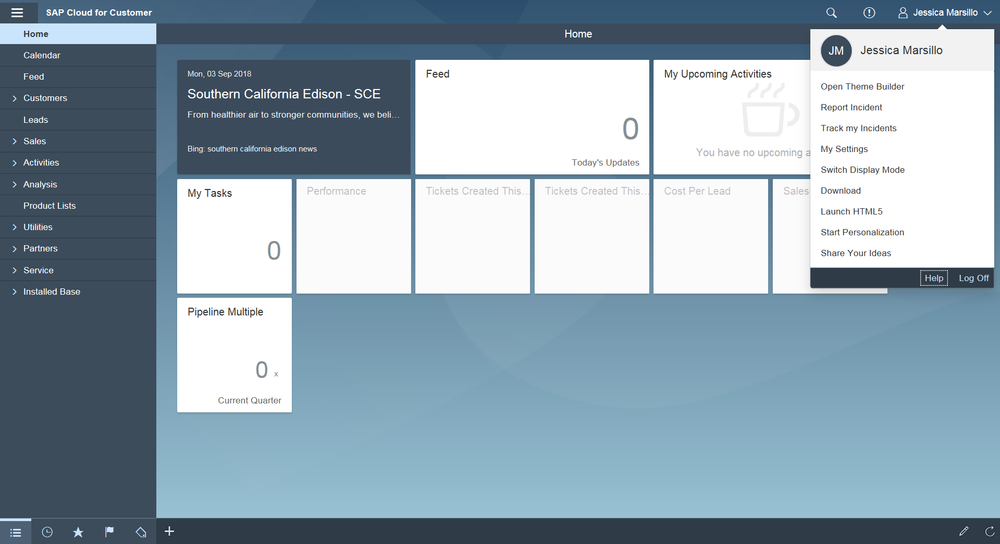 SAP Cloud for Customer
Jessica Marsillo
Home
Calendar
Feed
Customers
Leads
Sales
Activities
Analysis
Product Lists
Utilities
Partners
Service
Installed Base
Home
Mon, 03 Sep 2018
Southern California Edison - SCE
From healthier air to stronger communities, we beli...
Bing: southern california edison news
Feed
0
Today's Updates
My Upcoming Activities
You have no upcoming a
My Tasks
0
Performance
Tickets Created This...
Tickets Created This...
Cost Per Lead
Sales
Pipeline Multiple
0 x
Current Quarter
JM
Jessica Marsillo
Open Theme Builder
Report Incident
Track my Incidents
My Settings
Switch Display Mode
Download
Launch HTML5
Start Personalization
Share Your Ideas
Help
Log Off